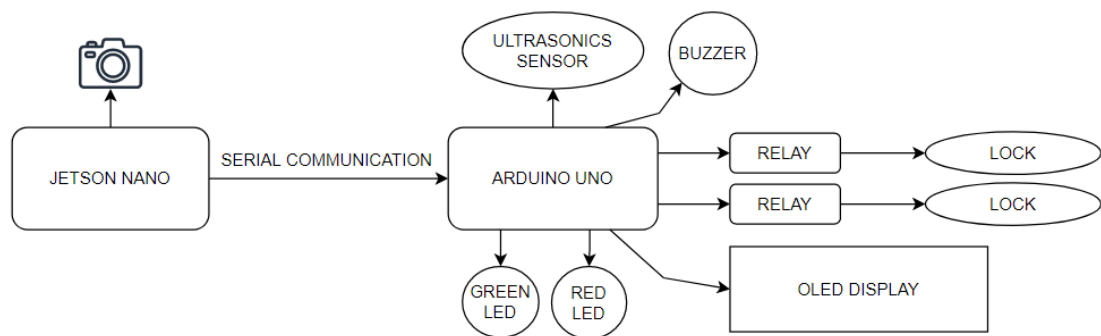 ULTRASONICS
SENSOR
BUZZER
JETSON NANO
SERIAL COMMUNICATION
ARDUINO UNO
RELAY
LOCK
RELAY
LOCK
GREEN
LED
RED
LED
OLED DISPLAY